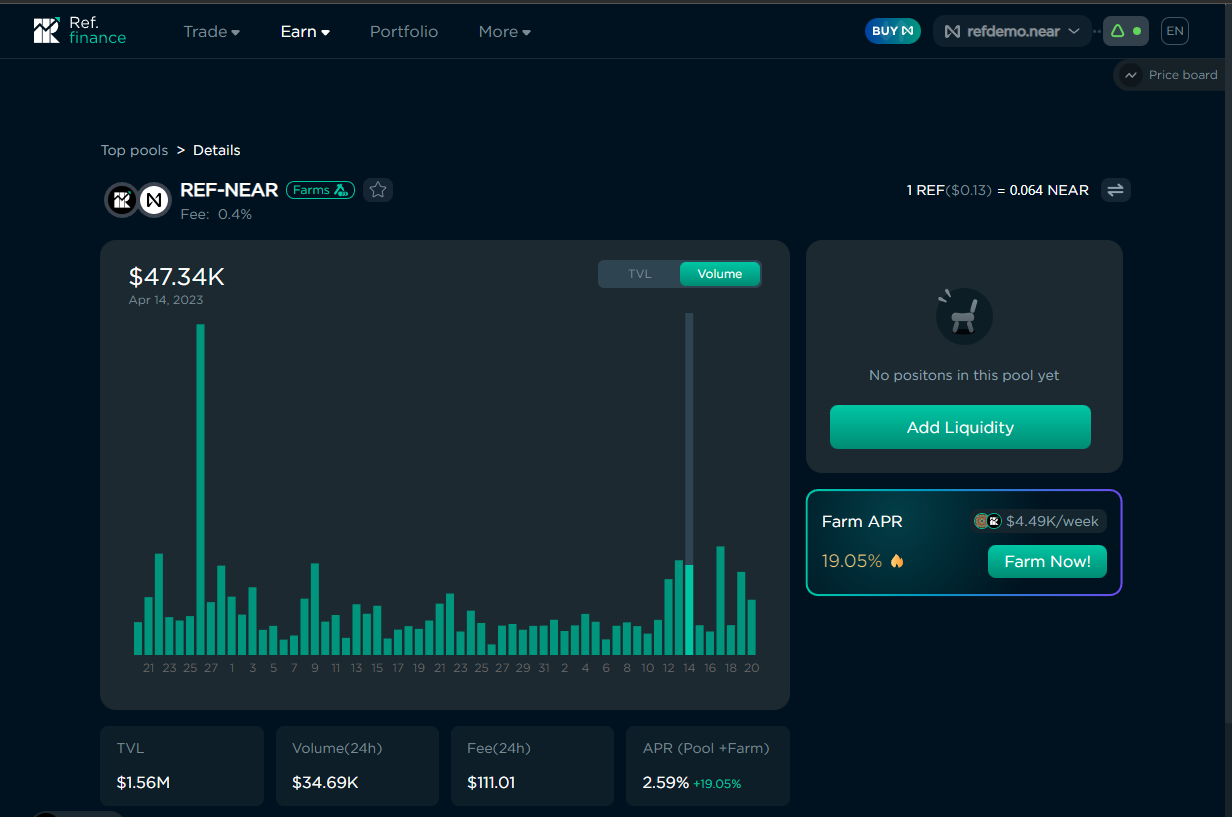 Ref.
finance
Trade
Earn
Portfolio
More
BUY
refdemo.near
EN
Price board
Top pools > Details
REF-NEAR
Farms
Fee: 0.4%
1 REF($0.13) = 0.064 NEAR
$47.34K
Apr 14, 2023
TVL
Volume
21 23 25 27 1 3 5 7 9 11 13 15 17 19 21 23 25 27 29 31 2 4 6 8 10 12 14 16 18 20
No positons in this pool yet
Add Liquidity
Farm APR
$4.49K/week
19.05%
Farm Now!
TVL
$1.56M
Volume(24h)
$34.69K
Fee(24h)
$111.01
APR (Pool +Farm)
2.59% +19.05%